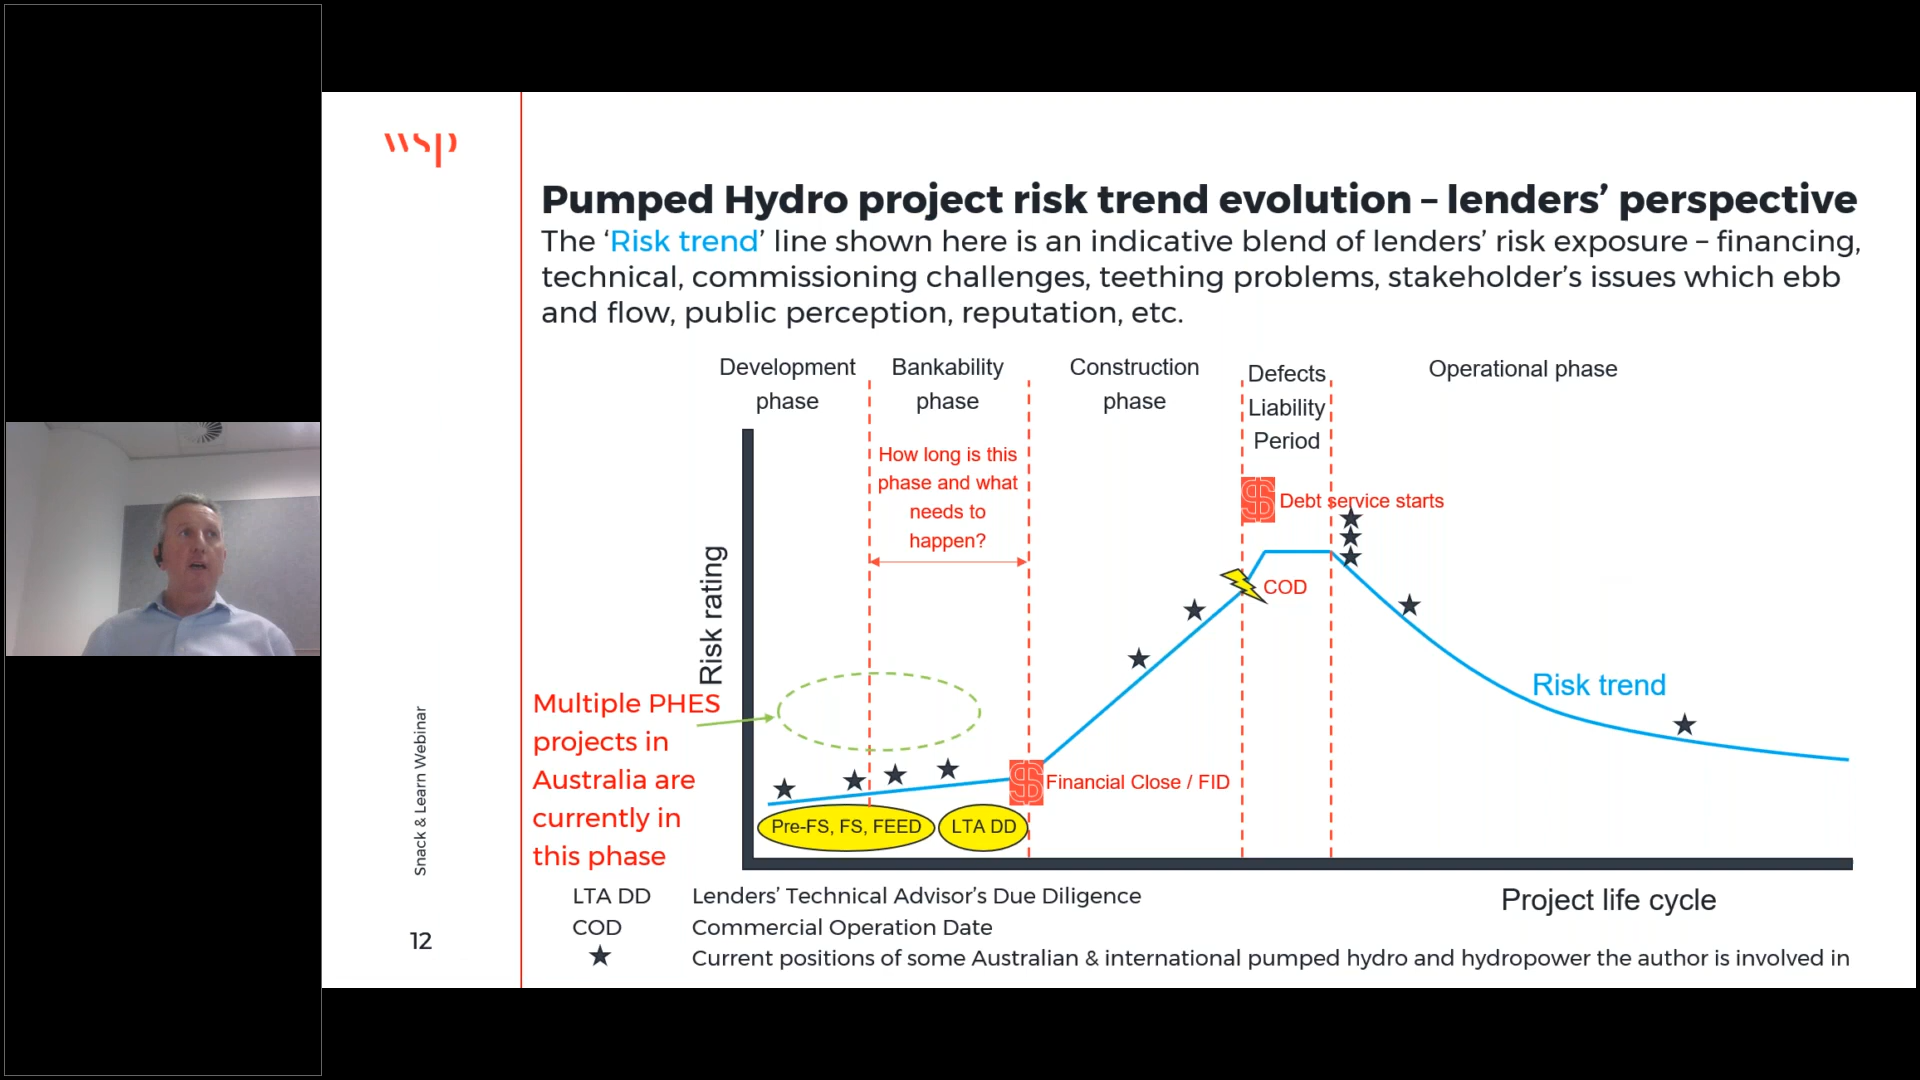 wsp
Pumped Hydro project risk trend evolution – lenders’ perspective
The ‘Risk trend’ line shown here is an indicative blend of lenders’ risk exposure – financing,
technical, commissioning challenges, teething problems, stakeholder’s issues which ebb
and flow, public perception, reputation, etc.
Development
phase
Bankability
phase
Construction
phase
Defects
Liability
Period
Operational phase
How long is this
phase and what
needs to
happen?
$ Debt service starts
COD
Risk rating
Risk trend
Multiple PHES
projects in
Australia are
currently in
this phase
$ Financial Close / FID
Pre-FS, FS, FEED
LTA DD
Project life cycle
LTA DD Lenders’ Technical Advisor’s Due Diligence
COD Commercial Operation Date
★ Current positions of some Australian & international pumped hydro and hydropower the author is involved in
Snack & Learn Webinar
12